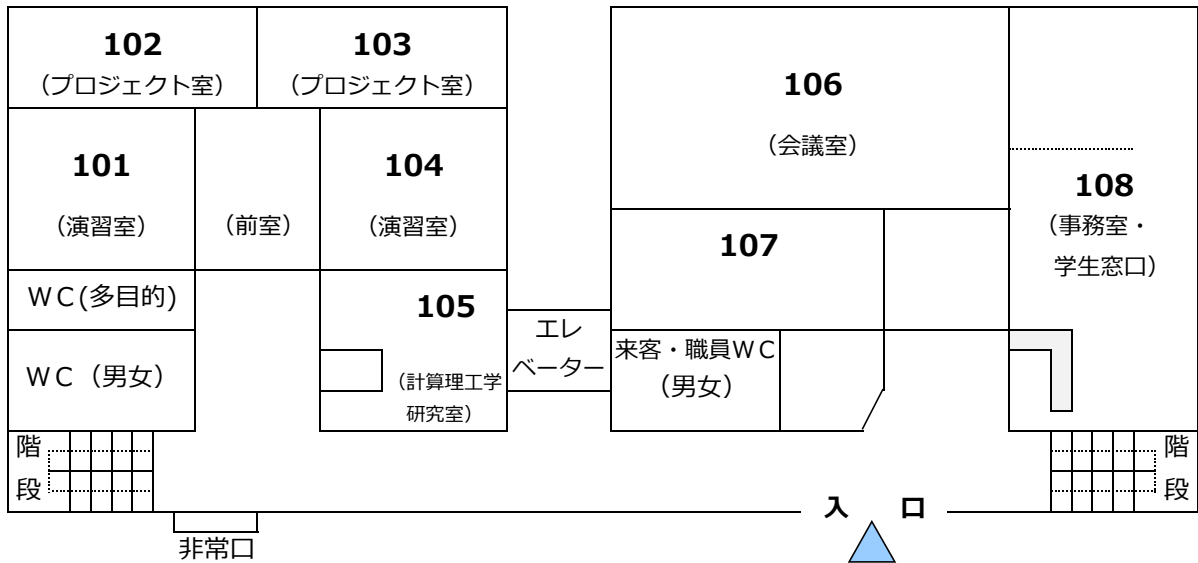 102
（プロジェクト室）
103
（プロジェクト室）
106
（会議室）
101
（演習室）
（前室）
104
（演習室）
107
108
（事務室・
学生窓口）
ＷＣ(多目的)
105
（計算理工学
研究室）
エレ
ベーター
来客・職員WC
（男女）
ＷＣ（男女）
階
段
階
段
入　口
非常口